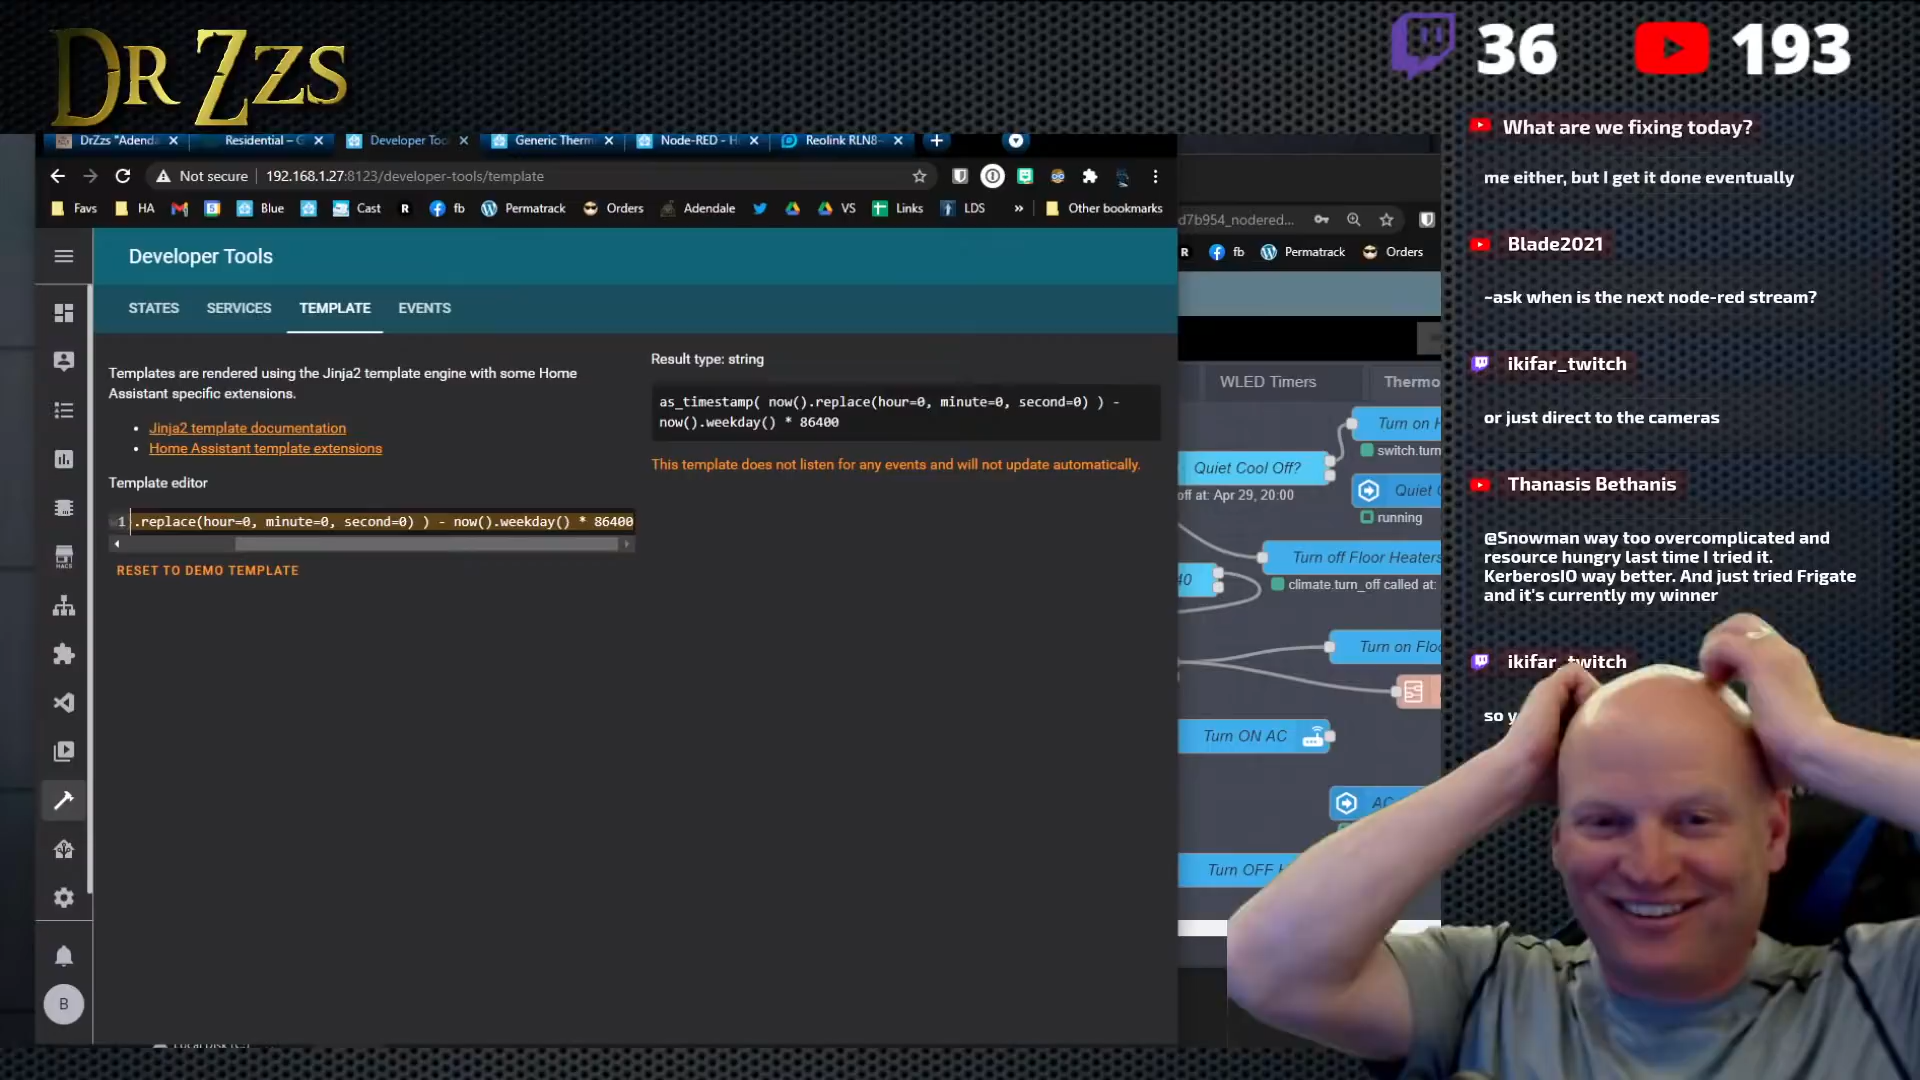 DR ZZS
36
193
DrZzs "Adenda
Residential – G
Developer Too
Generic Therm
Node-RED - H
Reolink RLN8-
Not secure
192.168.1.27:8123/developer-tools/template
Favs
HA
Blue
Cast
R
fb
Permatrack
Orders
Adendale
VS
Links
LDS
»
Other bookmarks
d7b954_nodered...
R
fb
Permatrack
Orders
Developer Tools
STATES
SERVICES
TEMPLATE
EVENTS
Templates are rendered using the Jinja2 template engine with some Home
Assistant specific extensions.
• Jinja2 template documentation
• Home Assistant template extensions
Template editor
1 .replace(hour=0, minute=0, second=0) ) - now().weekday() * 86400
RESET TO DEMO TEMPLATE
Result type: string
as_timestamp( now().replace(hour=0, minute=0, second=0) ) -
now().weekday() * 86400
This template does not listen for any events and will not update automatically.
HACS
B
WLED Timers
Thermo
Turn on H
switch.turn
Quiet Cool Off?
off at: Apr 29, 20:00
Quiet C
running
Turn off Floor Heaters
climate.turn_off called at:
40
Turn on Floo
Turn ON AC
AC
Turn OFF H
What are we fixing today?
me either, but I get it done eventually
Blade2021
~ask when is the next node-red stream?
ikifar_twitch
or just direct to the cameras
Thanasis Bethanis
@Snowman way too overcomplicated and
resource hungry last time I tried it.
KerberosIO way better. And just tried Frigate
and it's currently my winner
ikifar_twitch
so y